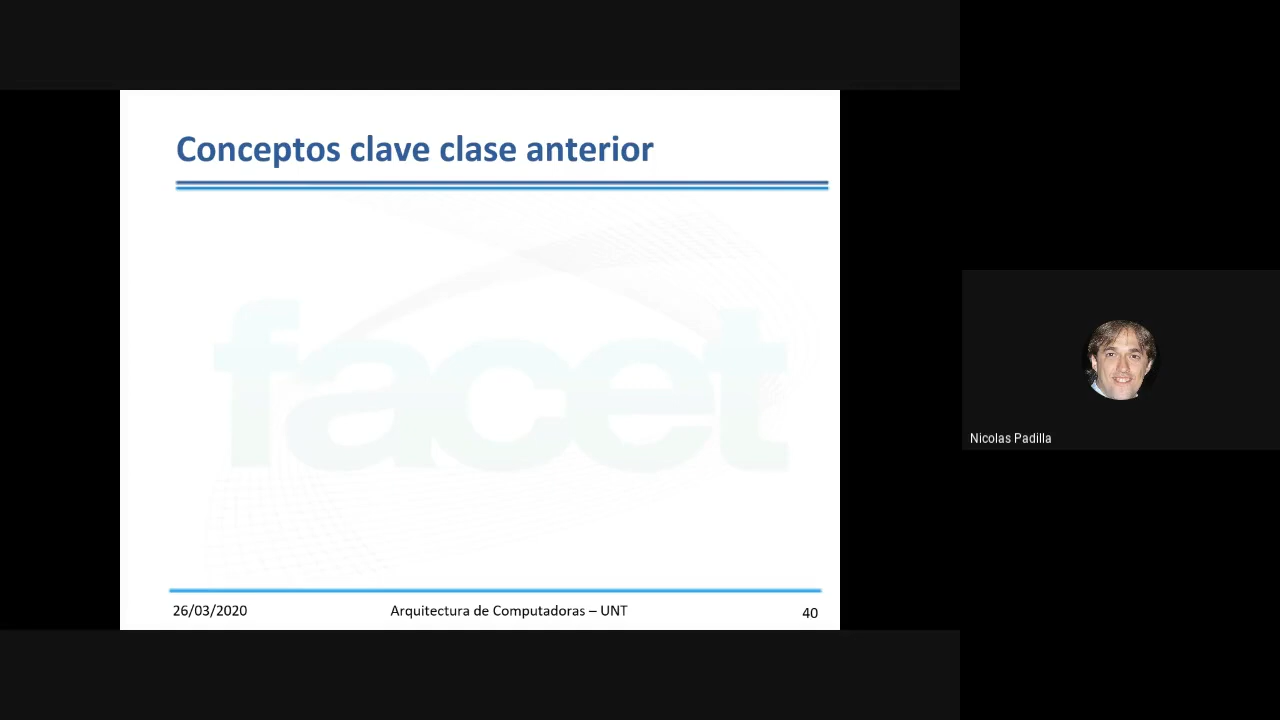 Conceptos clave clase anterior
facet
Nicolas Padilla
26/03/2020 Arquitectura de Computadoras – UNT 40